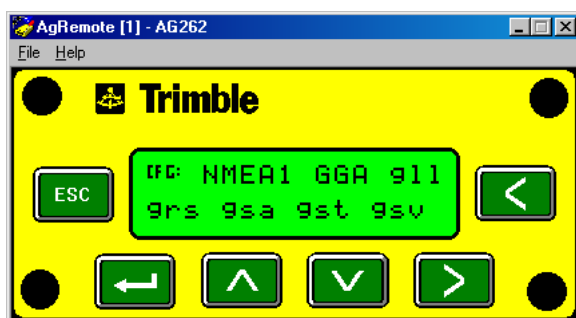 AgRemote [1] - AG262
File Help
Trimble
CFG: NMEA1 GGA gll
ESC
grs gsa gst gsv